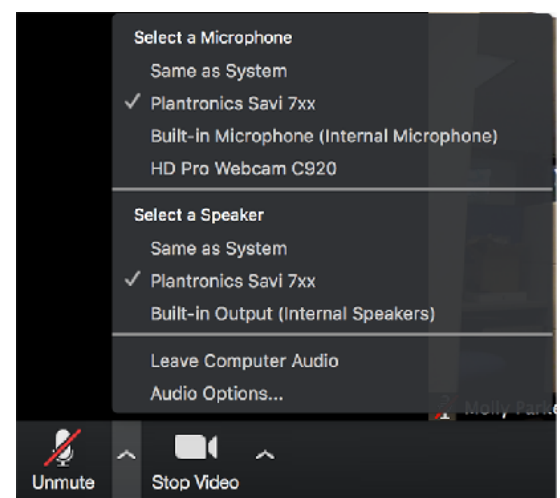 Select a Microphone
Same as System
✓ Plantronics Savi 7xx
Built-in Microphone (Internal Microphone)
HD Pro Webcam C920
Select a Speaker
Same as System
✓ Plantronics Savi 7xx
Built-in Output (Internal Speakers)
Leave Computer Audio
Audio Options...
Molly Parke
Unmute
Stop Video